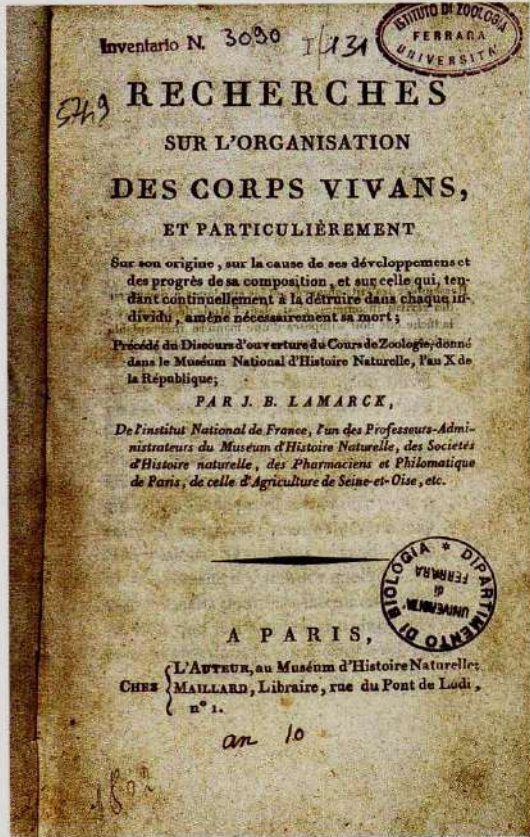 ISTITUTO DI ZOOLOGIA
FERRARA
UNIVERSITA'
Inventario N. 3090 I/131
5749
RECHERCHES
SUR L'ORGANISATION
DES CORPS VIVANS,
ET PARTICULIÈREMENT
Sur son origine, sur la cause de ses développemens et
des progrès de sa composition, et sur celle qui, ten-
dant continuellement à la détruire dans chaque in-
dividu, amène nécessairement sa mort;
Précédé du Discours d'ouverture du Cours de Zoologie, donné
dans le Muséum National d'Histoire Naturelle, l'an X de
la République;
PAR J. B. LAMARCK,
De l'institut National de France, l'un des Professeurs-Admi-
nistrateurs du Muséum d'Histoire Naturelle, des Societés
d'Histoire naturelle, des Pharmaciens et Philomatique
de Paris, de celle d'Agriculture de Seine-et-Oise, etc.
DIPARTIMENTO DI BIOLOGIA
UNIVERSITA'
di
FERRARA
A PARIS,
CHEZ
L'AUTEUR, au Muséum d'Histoire Naturelle;
MAILLARD, Libraire, rue du Pont de Lodi,
n° 1.
an 10